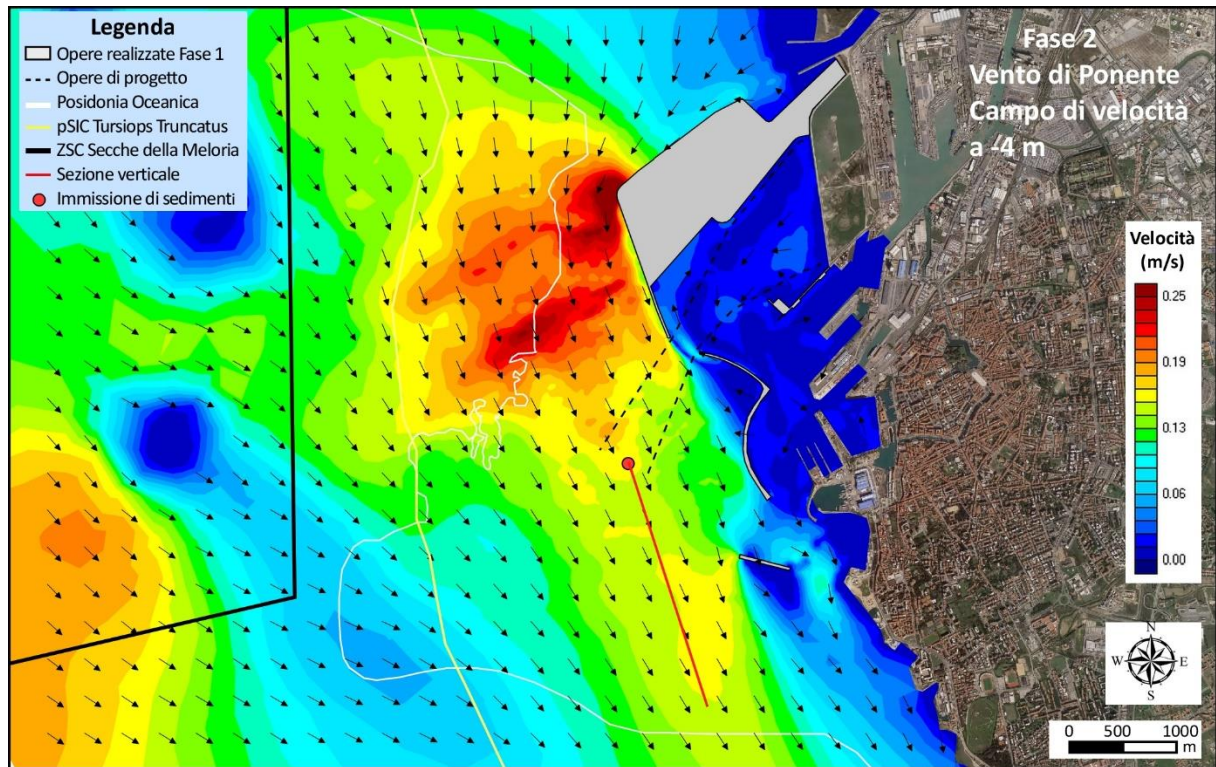 Legenda
Opere realizzate Fase 1
Opere di progetto
Posidonia Oceanica
pSIC Tursiops Truncatus
ZSC Secche della Meloria
Sezione verticale
Immissione di sedimenti
Fase 2
Vento di Ponente
Campo di velocità
a -4 m
Velocità
(m/s)
0.25
0.19
0.13
0.06
0.00
N
W E
S
0 500 1000
m